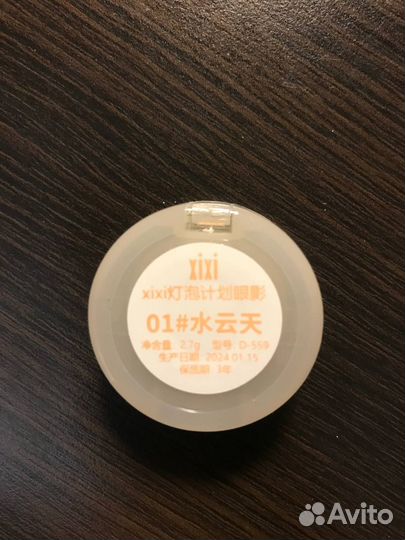 xixi
xixi灯泡计划眼影
01#水云天
净含量: 2.7g 型号: D-559
生产日期 2024.01.15
保质期 3年
Avito